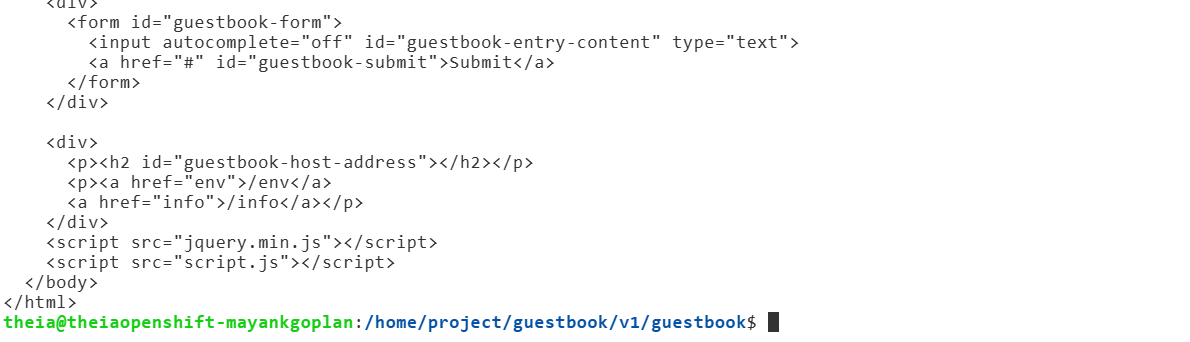 <div>
<form id="guestbook-form">
<input autocomplete="off" id="guestbook-entry-content" type="text">
<a href="#" id="guestbook-submit">Submit</a>
</form>
</div>
<div>
<p><h2 id="guestbook-host-address"></h2></p>
<p><a href="env">/env</a>
<a href="info">/info</a></p>
</div>
<script src="jquery.min.js"></script>
<script src="script.js"></script>
</body>
</html>
theia@theiaopenshift-mayankgoplan:/home/project/guestbook/v1/guestbook$